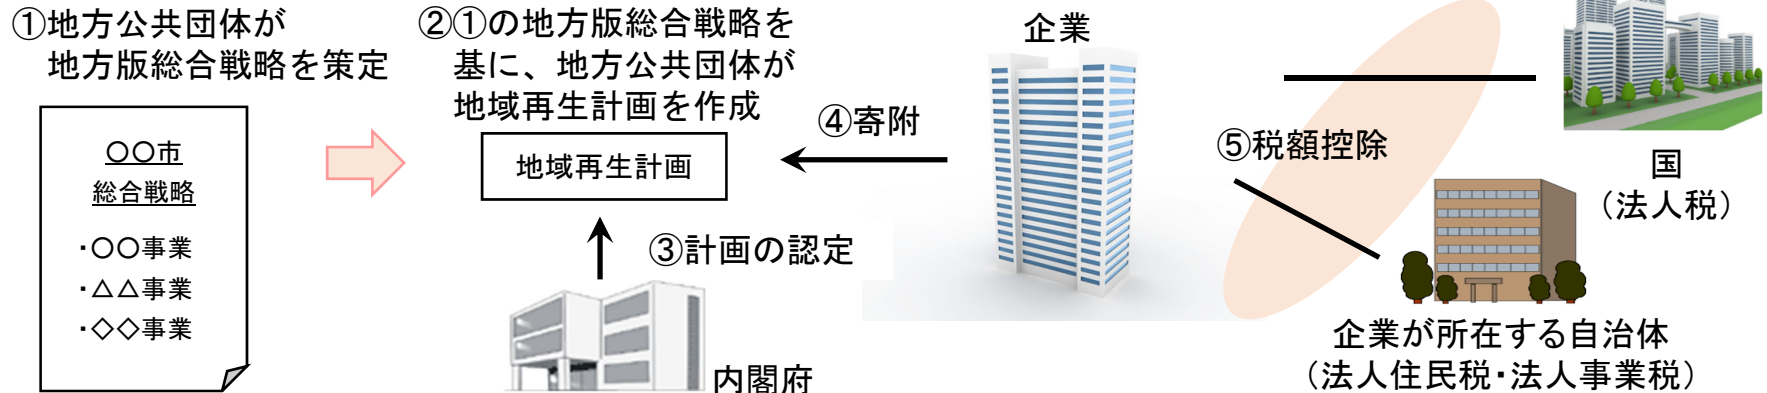 ①地方公共団体が
地方版総合戦略を策定
〇〇市
総合戦略
・〇〇事業
・△△事業
・◇◇事業
②①の地方版総合戦略を
基に、地方公共団体が
地域再生計画を作成
地域再生計画
③計画の認定
内閣府
④寄附
企業
⑤税額控除
国
（法人税）
企業が所在する自治体
（法人住民税・法人事業税）